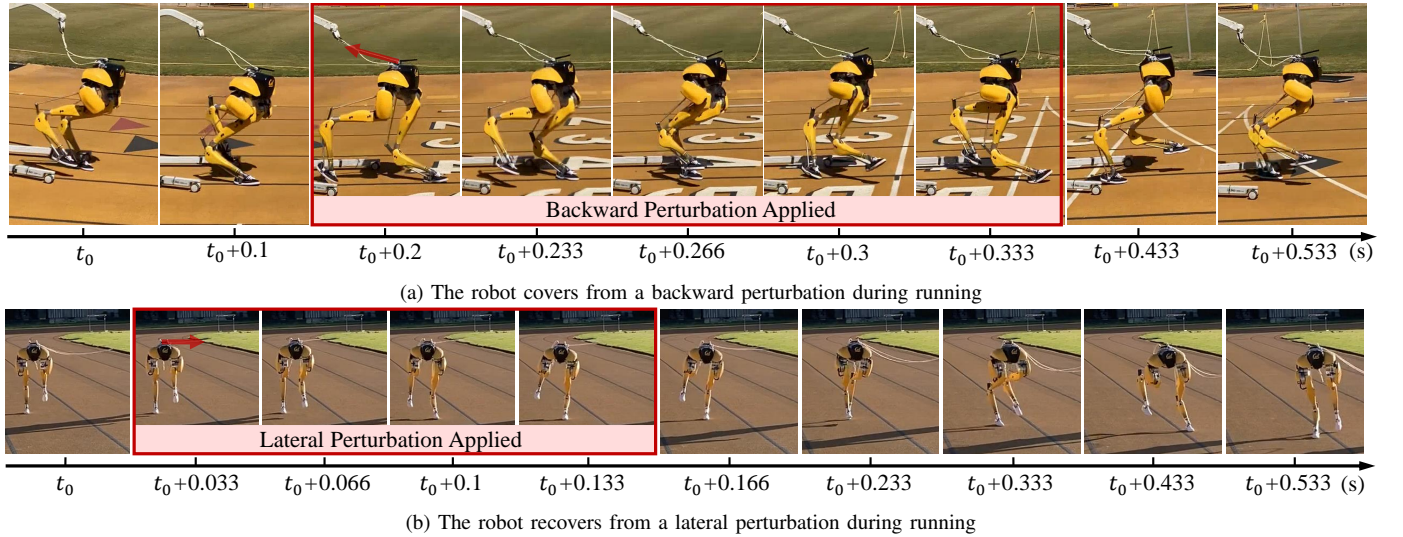 Backward Perturbation Applied
t₀ t₀+0.1 t₀+0.2 t₀+0.233 t₀+0.266 t₀+0.3 t₀+0.333 t₀+0.433 t₀+0.533 (s)
(a) The robot covers from a backward perturbation during running
Lateral Perturbation Applied
t₀ t₀+0.033 t₀+0.066 t₀+0.1 t₀+0.133 t₀+0.166 t₀+0.233 t₀+0.333 t₀+0.433 t₀+0.533 (s)
(b) The robot recovers from a lateral perturbation during running